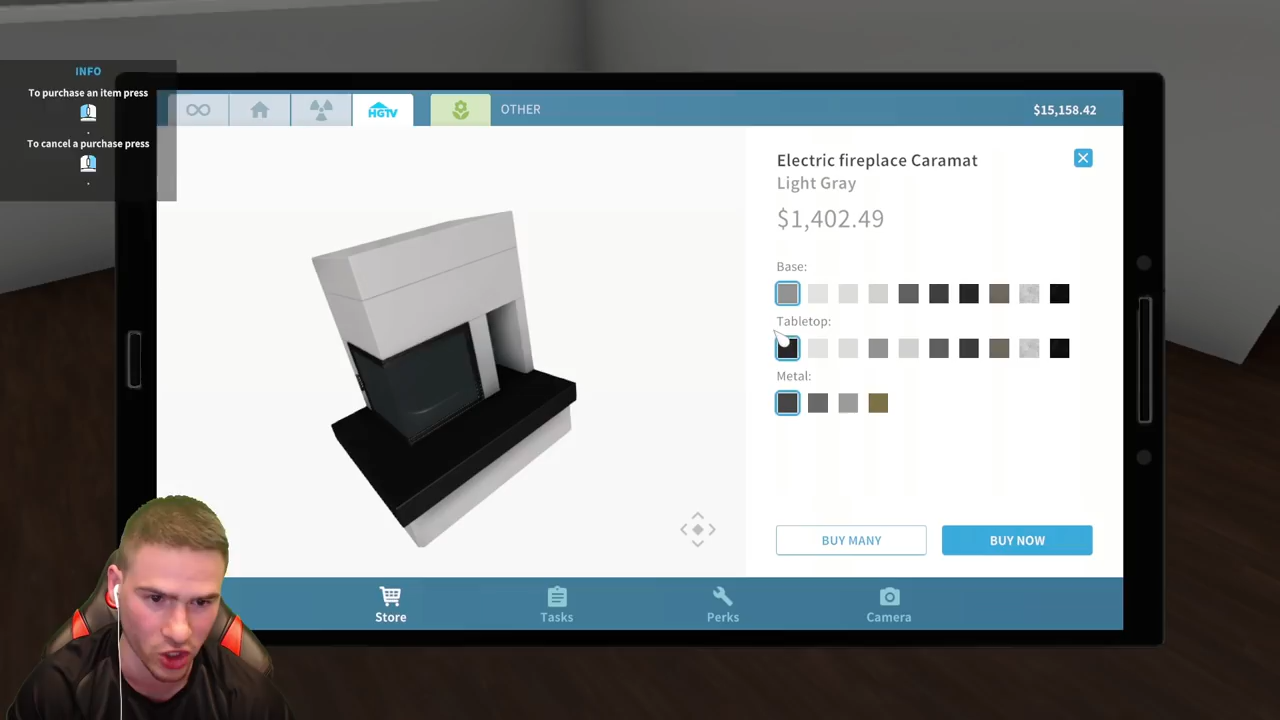 INFO
To purchase an item press
.
To cancel a purchase press
.
HGTV
OTHER
$15,158.42
Electric fireplace Caramat
Light Gray
$1,402.49
Base:
Tabletop:
Metal:
BUY MANY
BUY NOW
Store
Tasks
Perks
Camera